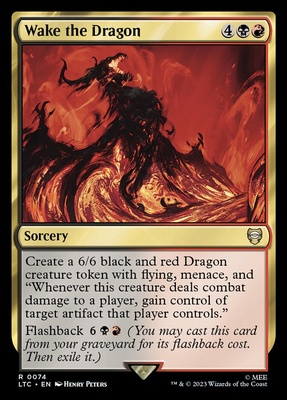 Wake the Dragon 4
Sorcery
Create a 6/6 black and red Dragon
creature token with flying, menace, and
“Whenever this creature deals combat
damage to a player, gain control of
target artifact that player controls.”
Flashback 6 (You may cast this card
from your graveyard for its flashback cost.
Then exile it.)
R 0074
LTC • EN HENRY PETERS
© MEE
™ & © 2023 Wizards of the Coast